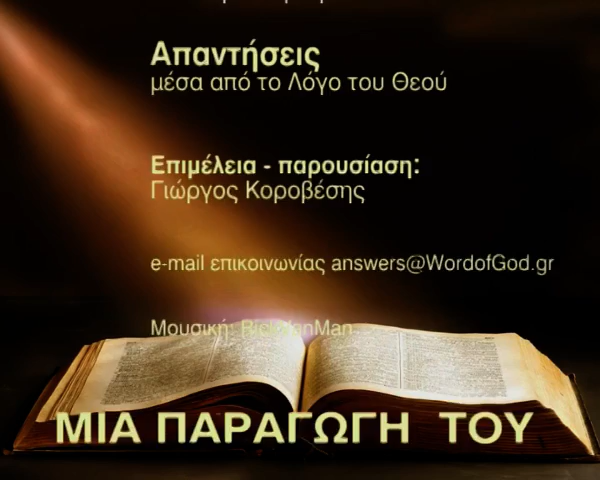 Απαντήσεις
μέσα από το Λόγο του Θεού
Επιμέλεια - παρουσίαση:
Γιώργος Κοροβέσης
e-mail επικοινωνίας answers@WordofGod.gr
Μουσική:
ΜΙΑ ΠΑΡΑΓΩΓΗ ΤΟΥ